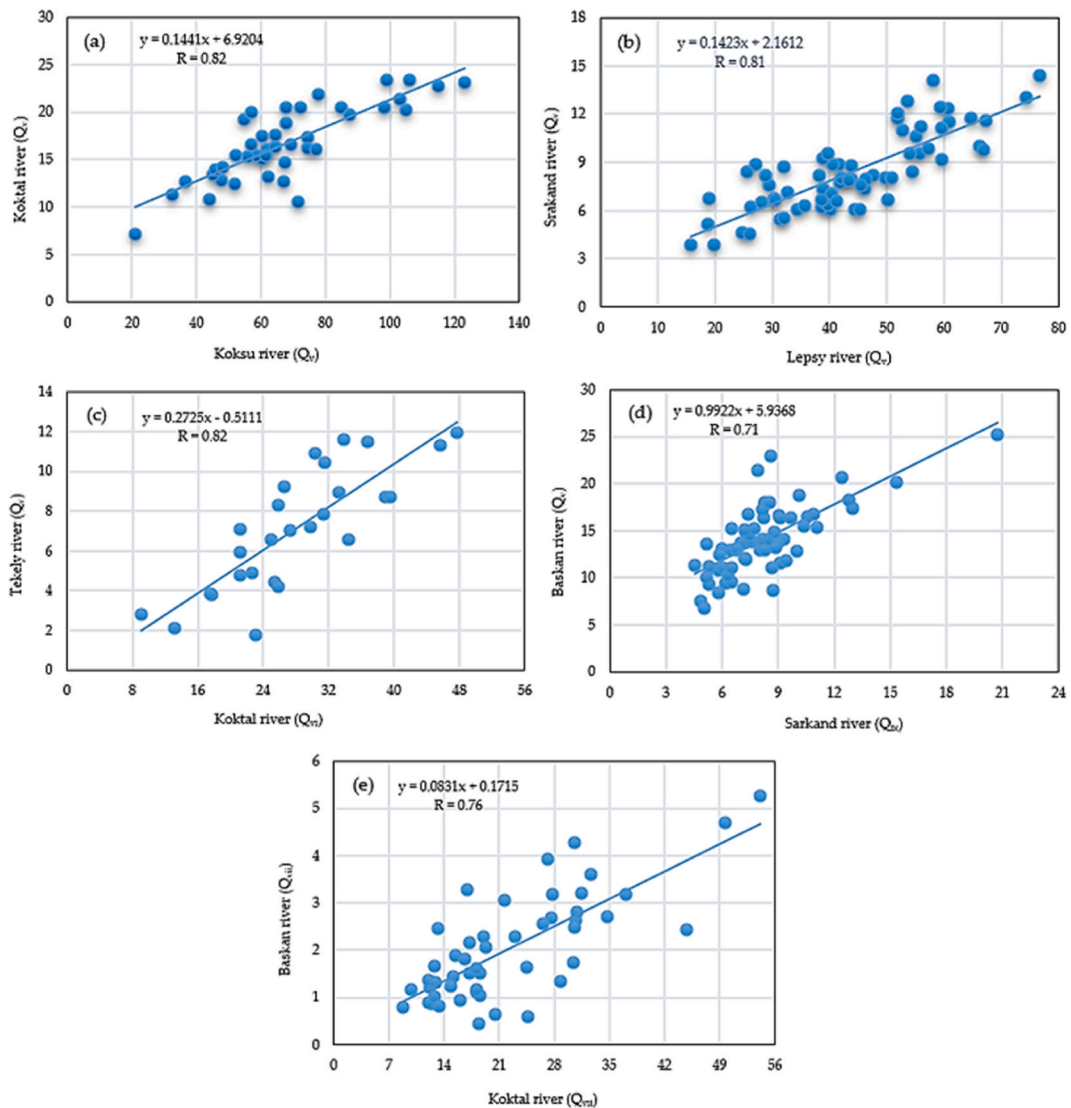 (a)
y = 0.1441x + 6.9204
R = 0.82
30
25
20
15
10
5
0
Koktal river (Qv)
0 20 40 60 80 100 120 140
Koksu river (Qv)
(b)
y = 0.1423x + 2.1612
R = 0.81
18
15
12
9
6
3
0
Srakand river (Qv)
0 10 20 30 40 50 60 70 80
Lepsy river (Qv)
(c)
y = 0.2725x - 0.5111
R = 0.82
14
12
10
8
6
4
2
0
Tekely river (Qv)
0 8 16 24 32 40 48 56
Koktal river (Qvi)
(d)
y = 0.9922x + 5.9368
R = 0.71
30
25
20
15
10
5
0
Baskan river (Qv)
0 3 6 9 12 15 18 21 24
Sarkand river
(e)
y = 0.0831x + 0.1715
R = 0.76
6
5
4
3
2
1
0
Baskan river (Qvii)
0 7 14 21 28 35 42 49 56
Koktal river (Qvii)